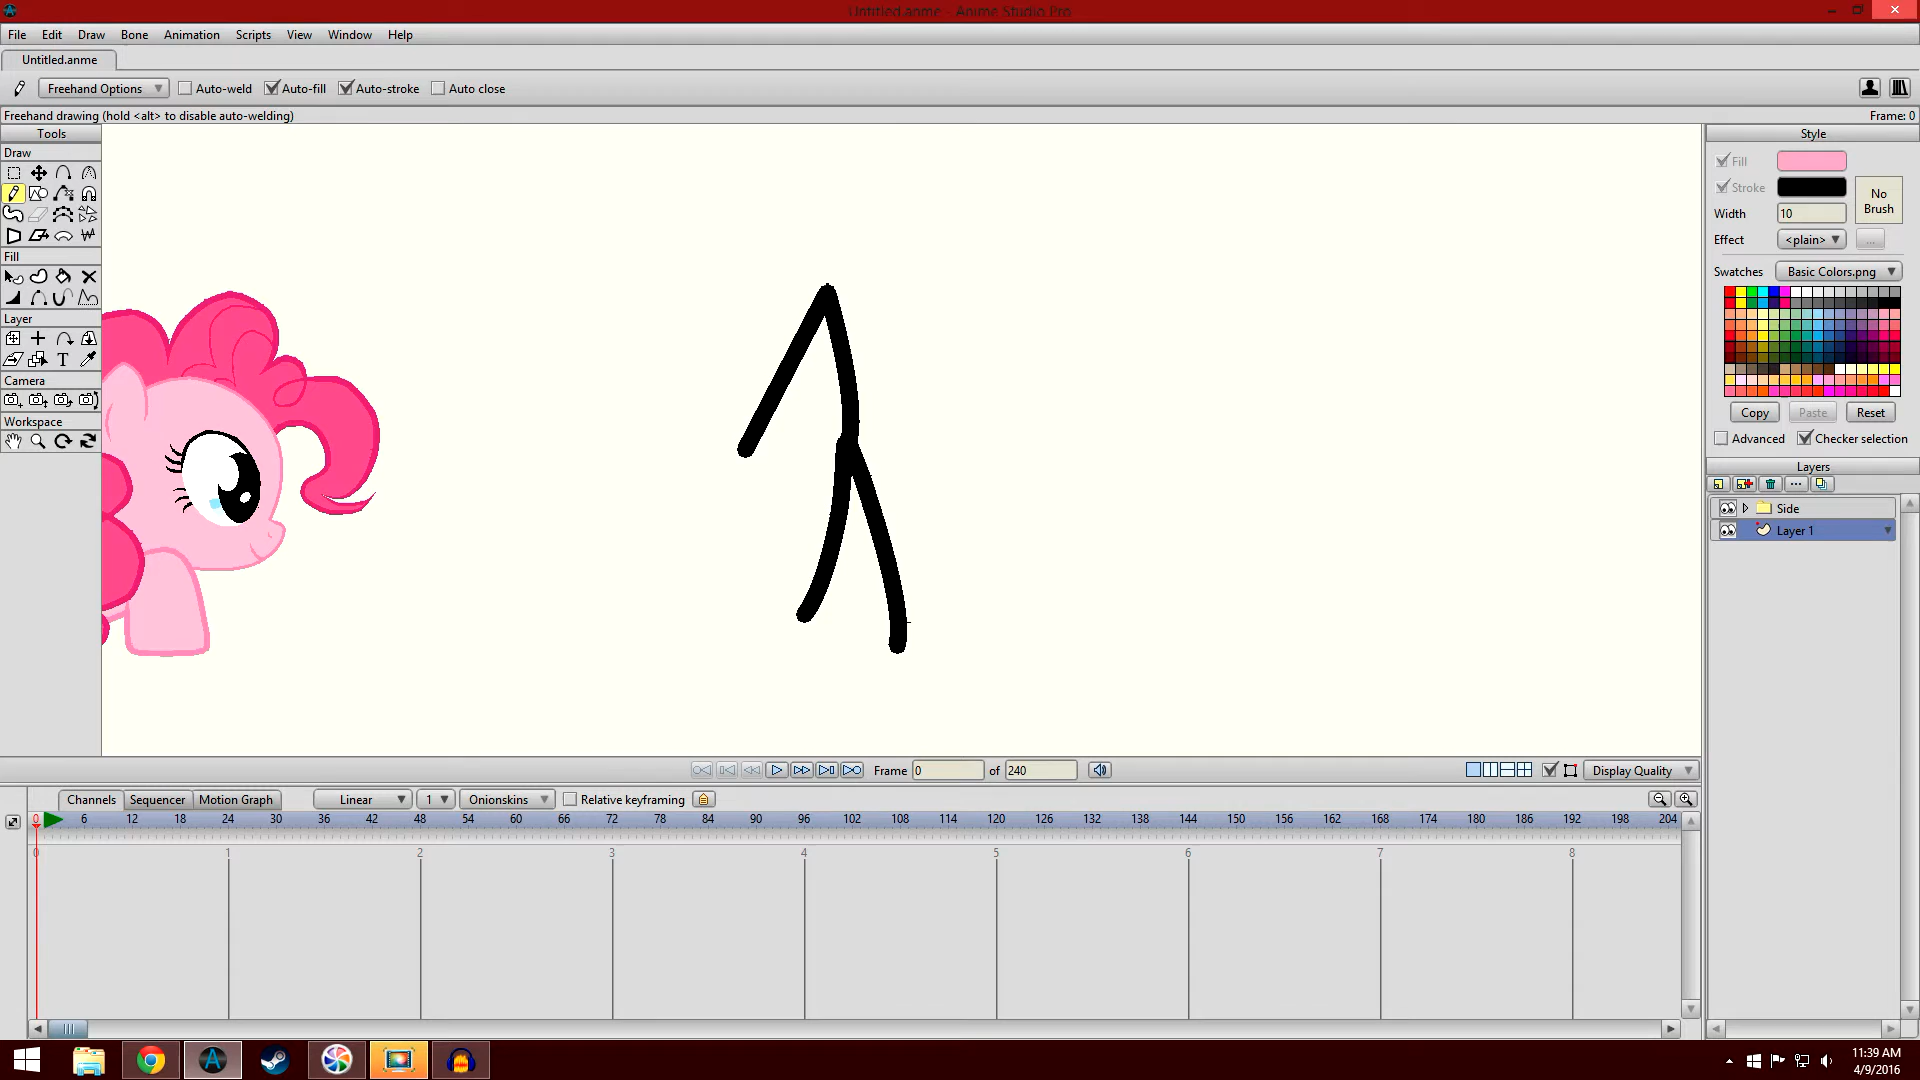 Untitled.anme - Anime Studio Pro
File Edit Draw Bone Animation Scripts View Window Help
Untitled.anme
Freehand Options Auto-weld Auto-fill Auto-stroke Auto close
Freehand drawing (hold <alt> to disable auto-welding) Frame: 0
Tools
Draw
Fill
Layer
T
Camera
Workspace
Style
Fill
Stroke
No
Brush
Width 10
Effect <plain> ...
Swatches Basic Colors.png
Copy Paste Reset
Advanced Checker selection
Layers
Side
Layer 1
Frame 0 of 240 Display Quality
Channels Sequencer Motion Graph Linear 1 Onionskins Relative keyframing
0 6 12 18 24 30 36 42 48 54 60 66 72 78 84 90 96 102 108 114 120 126 132 138 144 150 156 162 168 174 180 186 192 198 204
0 1 2 3 4 5 6 7 8
11:39 AM
4/9/2016